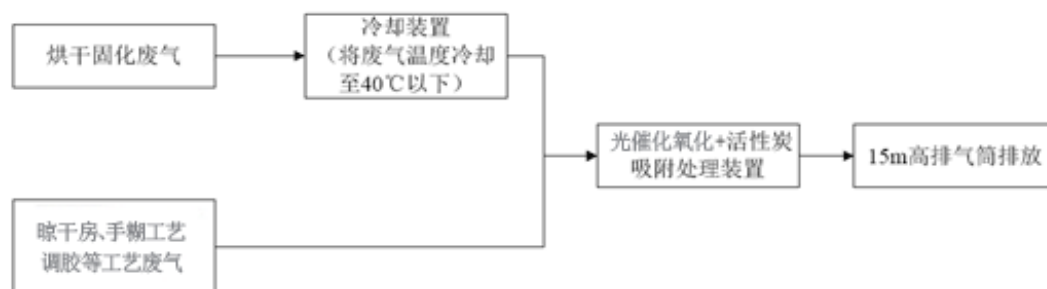 烘干固化废气
冷却装置
（将废气温度冷却
至40℃以下）
光催化氧化+活性炭
吸附处理装置
15m高排气筒排放
晾干房、手糊工艺
调胶等工艺废气